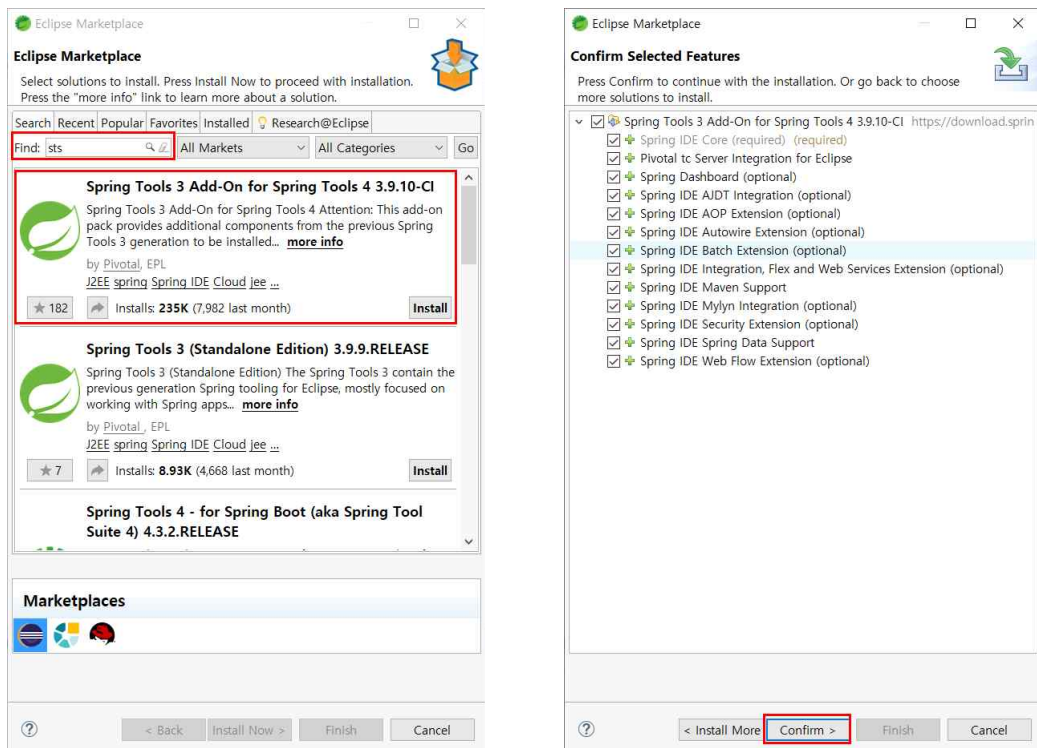 Eclipse Marketplace
Eclipse Marketplace
Select solutions to install. Press Install Now to proceed with installation.
Press the "more info" link to learn more about a solution.
Search Recent Popular Favorites Installed Research@Eclipse
Find: sts All Markets All Categories Go
Spring Tools 3 Add-On for Spring Tools 4 3.9.10-CI
Spring Tools 3 Add-On for Spring Tools 4 Attention: This add-on
pack provides additional components from the previous Spring
Tools 3 generation to be installed... more info
by Pivotal, EPL
J2EE spring Spring IDE Cloud jee ...
182 Installs: 235K (7,982 last month) Install
Spring Tools 3 (Standalone Edition) 3.9.9.RELEASE
Spring Tools 3 (Standalone Edition) The Spring Tools 3 contain the
previous generation Spring tooling for Eclipse, mostly focused on
working with Spring apps... more info
by Pivotal , EPL
J2EE spring Spring IDE Cloud jee ...
7 Installs: 8.93K (4,668 last month) Install
Spring Tools 4 - for Spring Boot (aka Spring Tool
Suite 4) 4.3.2.RELEASE
Marketplaces
? < Back Install Now > Finish Cancel
Eclipse Marketplace
Confirm Selected Features
Press Confirm to continue with the installation. Or go back to choose
more solutions to install.
Spring Tools 3 Add-On for Spring Tools 4 3.9.10-CI https://download.sprin
Spring IDE Core (required) (required)
Pivotal tc Server Integration for Eclipse
Spring Dashboard (optional)
Spring IDE AJDT Integration (optional)
Spring IDE AOP Extension (optional)
Spring IDE Autowire Extension (optional)
Spring IDE Batch Extension (optional)
Spring IDE Integration, Flex and Web Services Extension (optional)
Spring IDE Maven Support
Spring IDE Mylyn Integration (optional)
Spring IDE Security Extension (optional)
Spring IDE Spring Data Support
Spring IDE Web Flow Extension (optional)
? < Install More Confirm > Finish Cancel